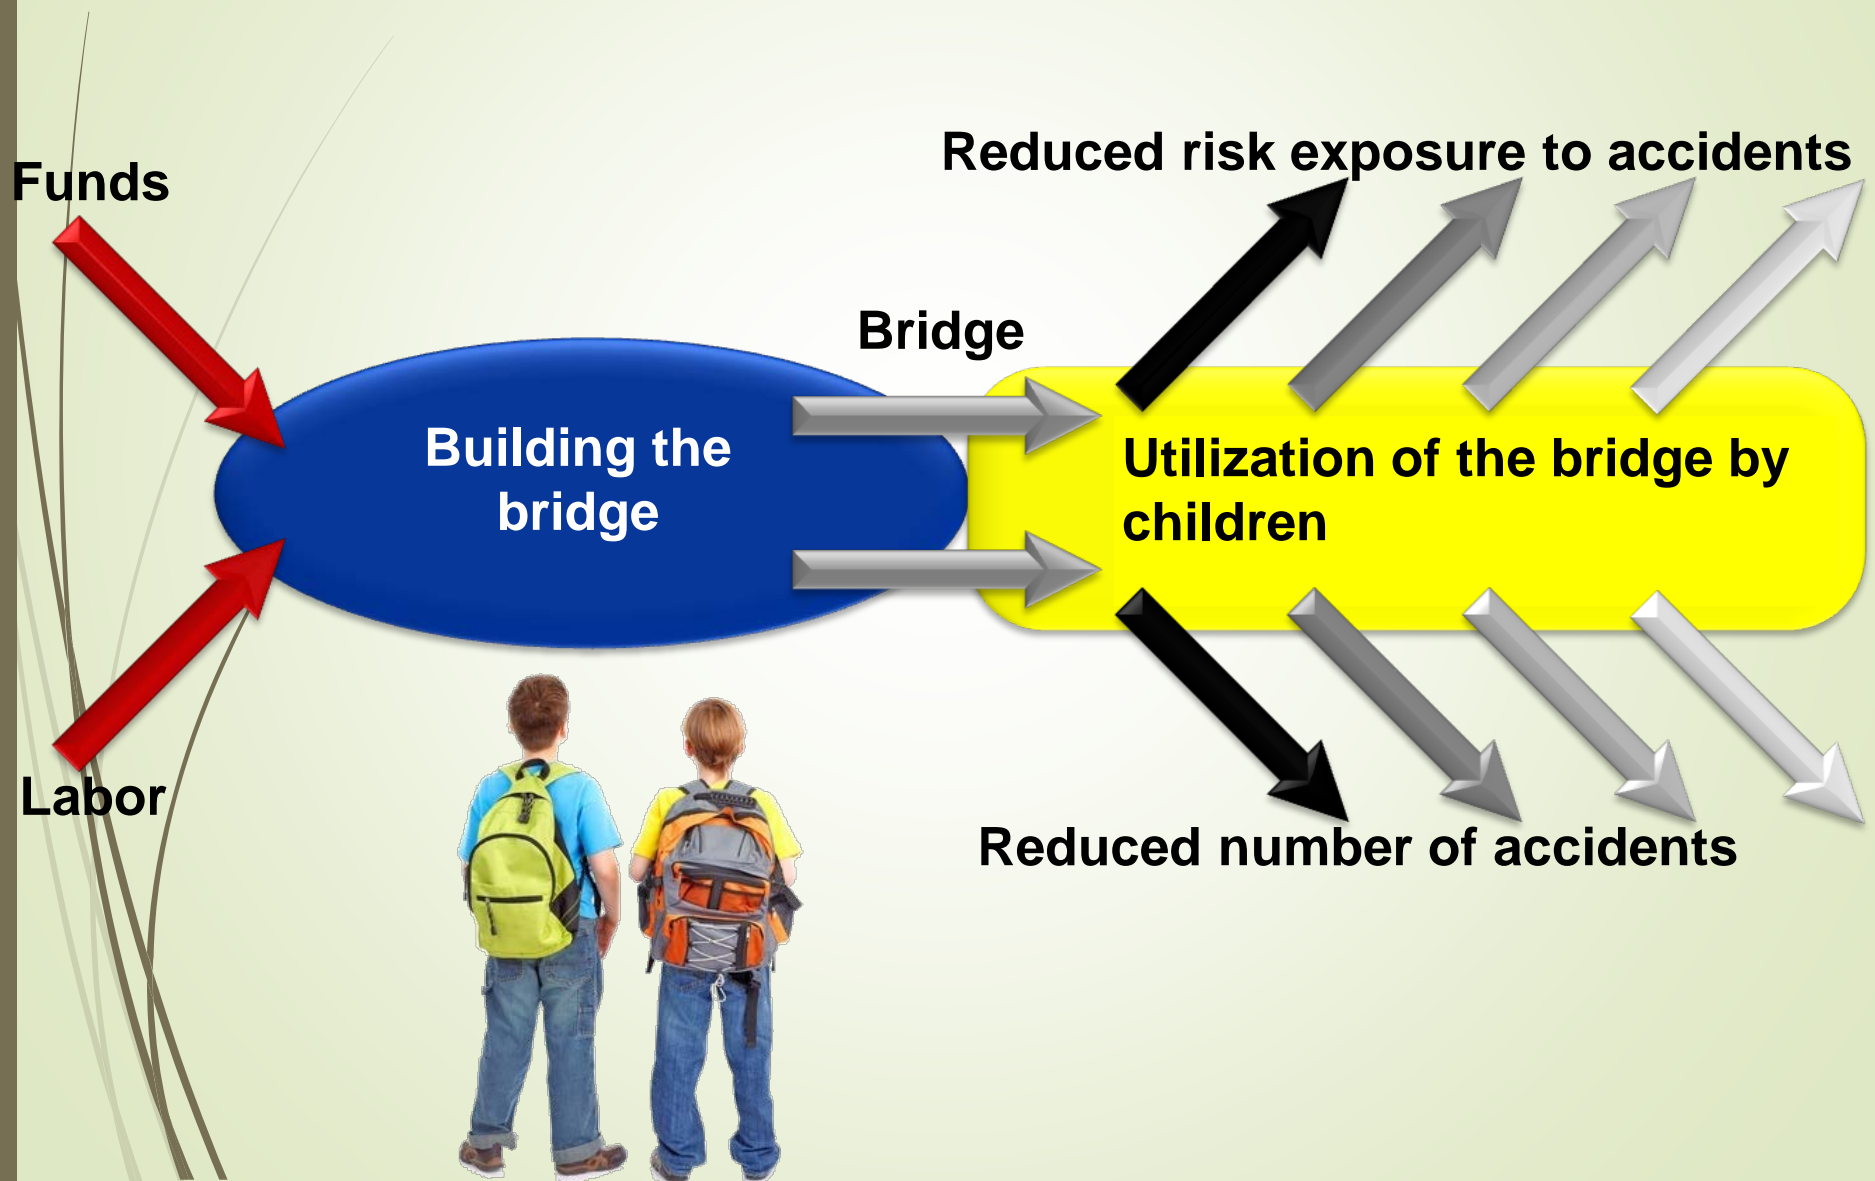 Funds
Reduced risk exposure to accidents
Bridge
Building the
bridge
Utilization of the bridge by
children
Labor
Reduced number of accidents